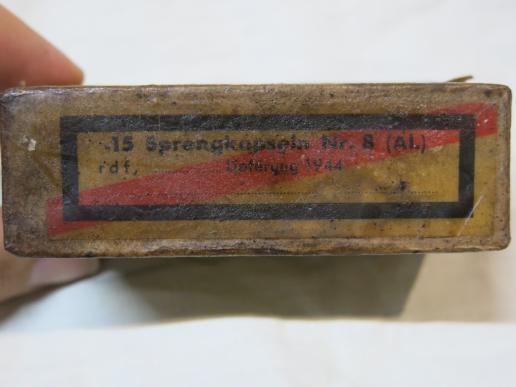 15 Sprengkapseln Nr. 8 (Al.)
rdf, Lieferung 1944